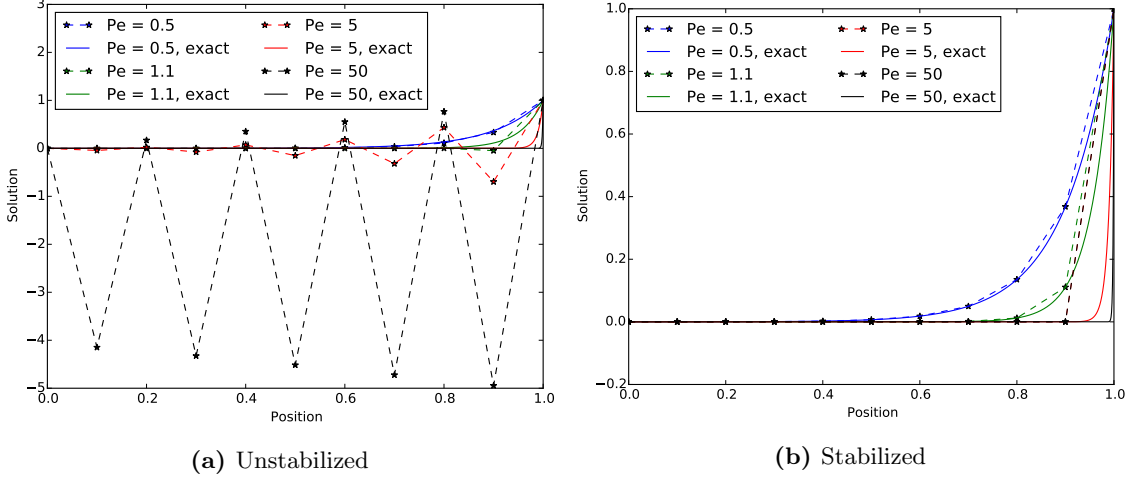 3
2
1
0
−1
−2
−3
−4
−5
Solution
Pe = 0.5
Pe = 0.5, exact
Pe = 1.1
Pe = 1.1, exact
Pe = 5
Pe = 5, exact
Pe = 50
Pe = 50, exact
0.0 0.2 0.4 0.6 0.8 1.0
Position
(a) Unstabilized
1.0
0.8
0.6
0.4
0.2
0.0
−0.2
Solution
Pe = 0.5
Pe = 0.5, exact
Pe = 1.1
Pe = 1.1, exact
Pe = 5
Pe = 5, exact
Pe = 50
Pe = 50, exact
0.0 0.2 0.4 0.6 0.8 1.0
Position
(b) Stabilized